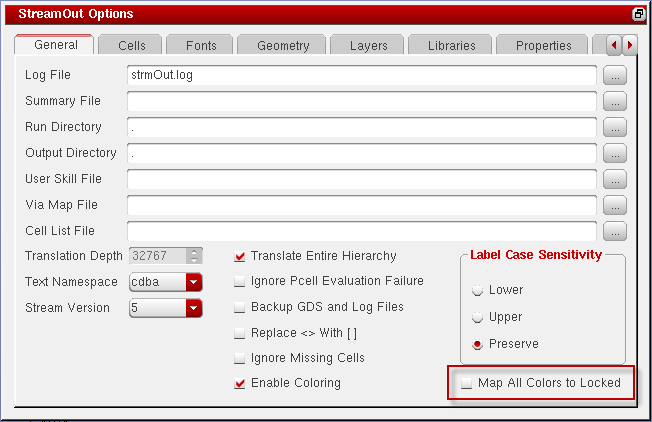 StreamOut Options
General Cells Fonts Geometry Layers Libraries Properties
Log File strmOut.log ...
Summary File ...
Run Directory . ...
Output Directory . ...
User Skill File ...
Via Map File ...
Cell List File ...
Translation Depth 32767
Text Namespace cdba
Stream Version 5
Translate Entire Hierarchy
Ignore Pcell Evaluation Failure
Backup GDS and Log Files
Replace <> With [ ]
Ignore Missing Cells
Enable Coloring
Label Case Sensitivity
Lower
Upper
Preserve
Map All Colors to Locked